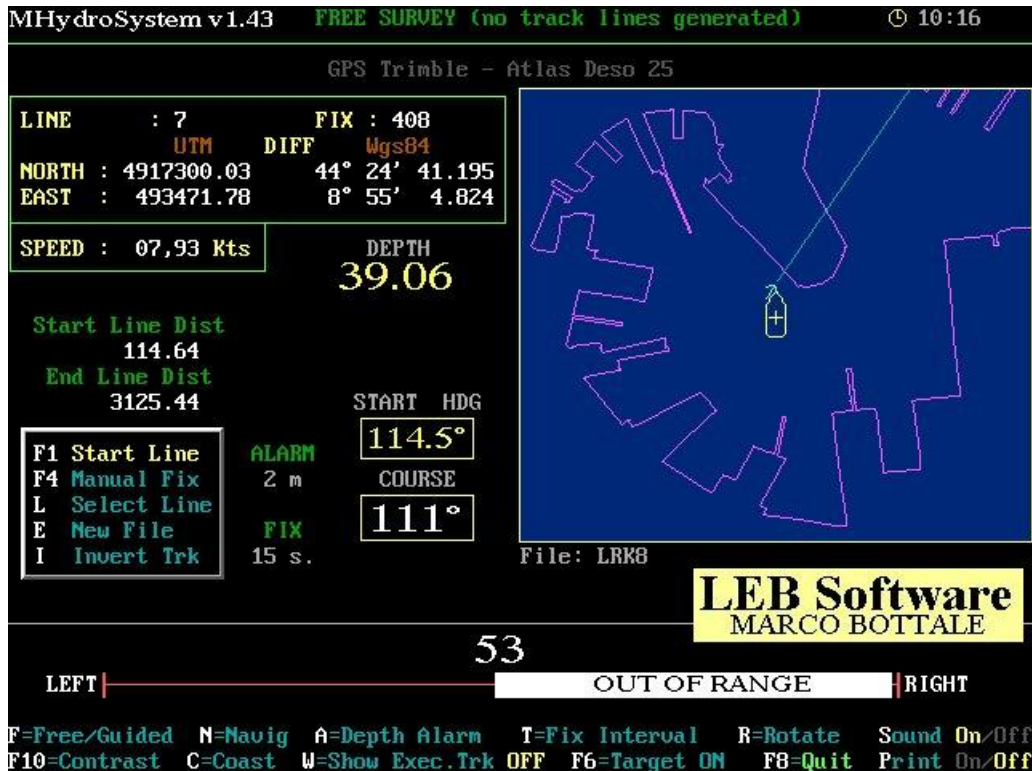 MHydroSystem v1.43 FREE SURVEY (no track lines generated) 10:16
GPS Trimble - Atlas Deso 25
LINE : 7 FIX : 408
UTM DIFF Wgs84
NORTH : 4917300.03 44° 24' 41.195
EAST : 493471.78 8° 55' 4.824
SPEED : 07,93 Kts
DEPTH
39.06
Start Line Dist
114.64
End Line Dist
3125.44
START HDG
114.5°
COURSE
111°
F1 Start Line
F4 Manual Fix
L Select Line
E New File
I Invert Trk
ALARM
2 m
FIX
15 s.
File: LRK8
LEB Software
MARCO BOTTALE
53
LEFT OUT OF RANGE RIGHT
F=Free/Guided N=Navig A=Depth Alarm T=Fix Interval R=Rotate Sound On/Off
F10=Contrast C=Coast W=Show Exec.Trk OFF F6=Target ON F8=Quit Print On/Off